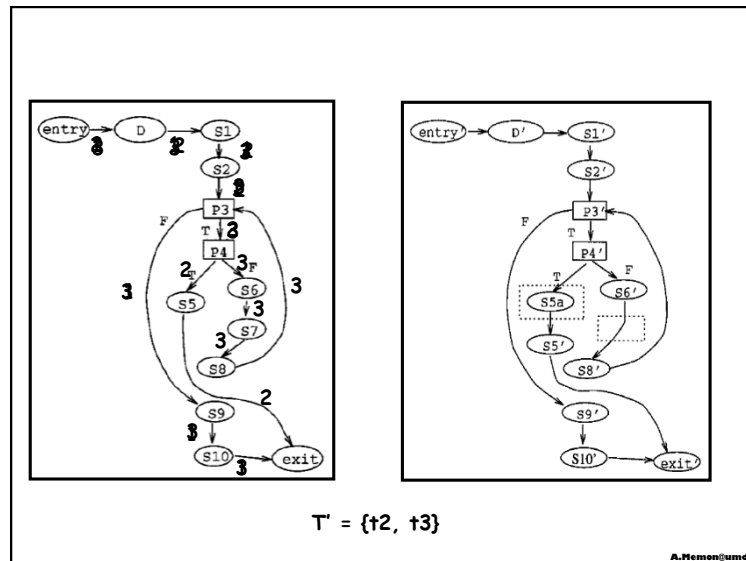 entry D S1
S2
P3
F
T 2
P4
2 T 3 F
S5 S6 3
3 S7
3 S8
3
2
S9
S10 3 exit
entry' D' S1'
S2'
P3'
F
T
P4'
T F
S5a S6'
S5'
S8'
S9'
S10' exit'
T' = {t2, t3}
A.Memon@umd